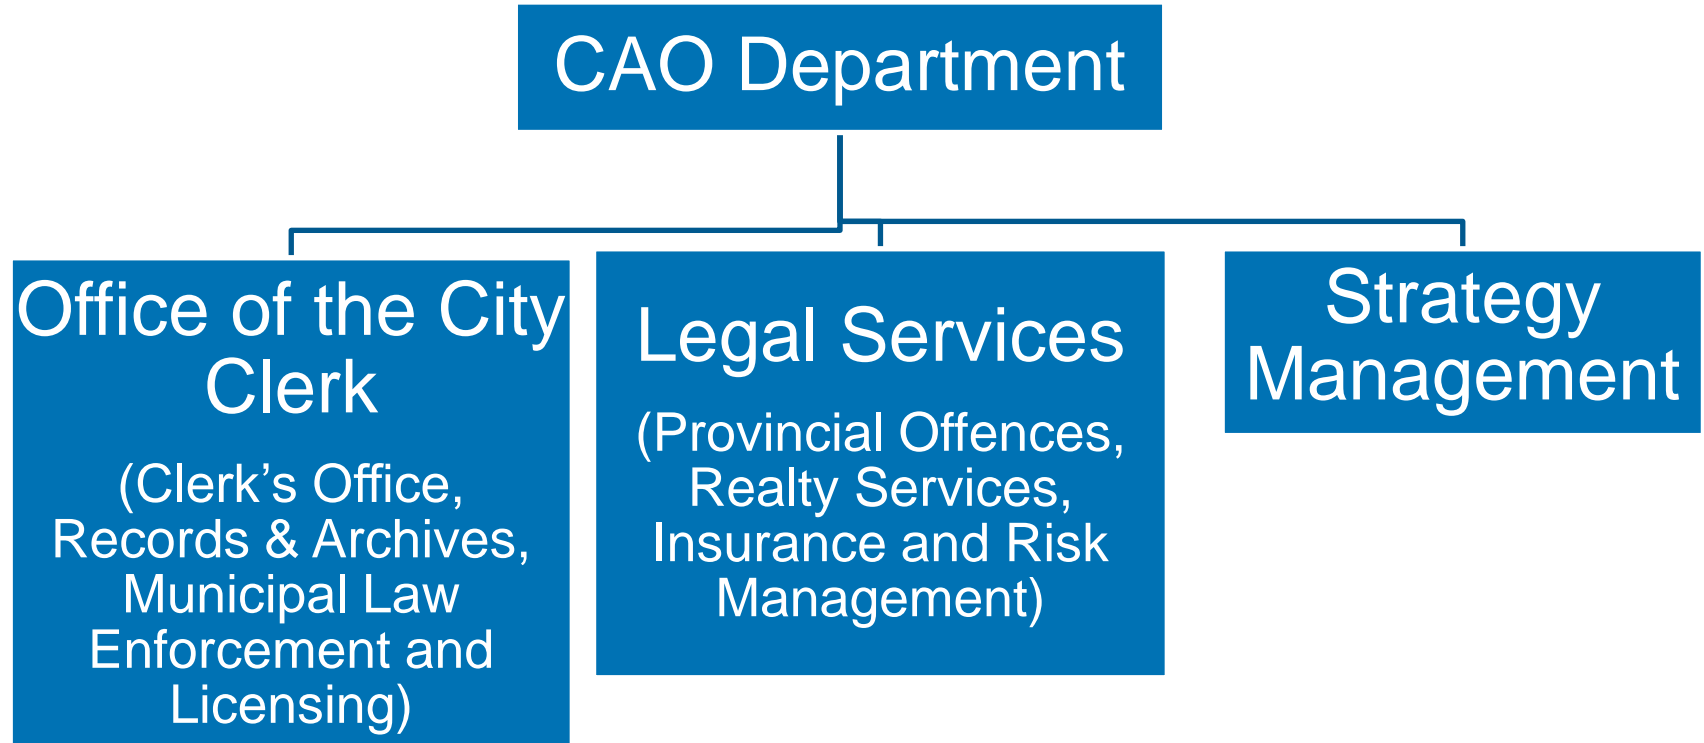 CAO Department
Office of the City
Clerk
(Clerk’s Office,
Records & Archives,
Municipal Law
Enforcement and
Licensing)
Legal Services
(Provincial Offences,
Realty Services,
Insurance and Risk
Management)
Strategy
Management